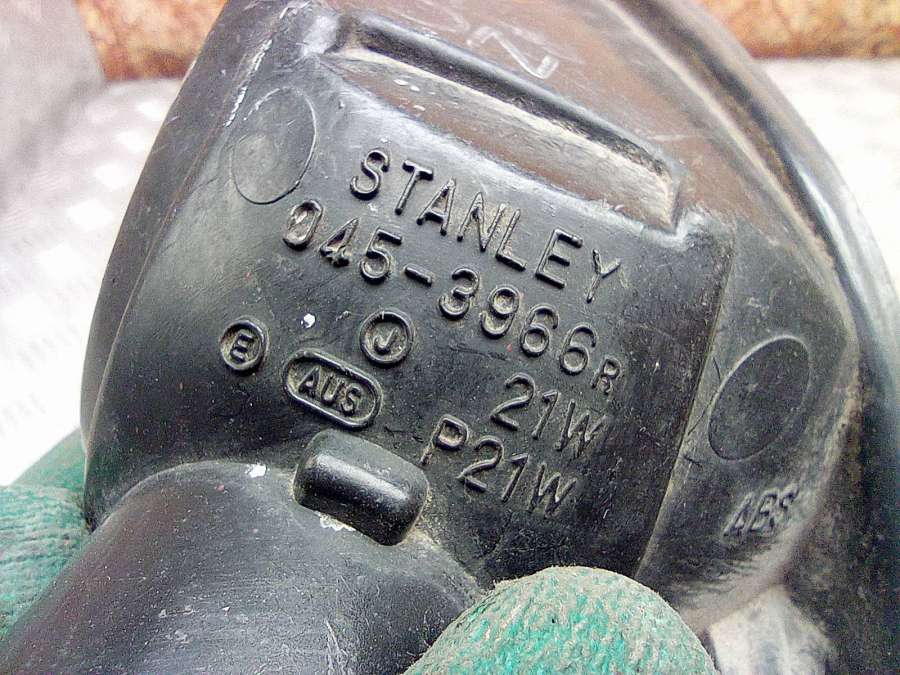 STANLEY
045-3966R
E J
AUS
21W
P21W
ABS